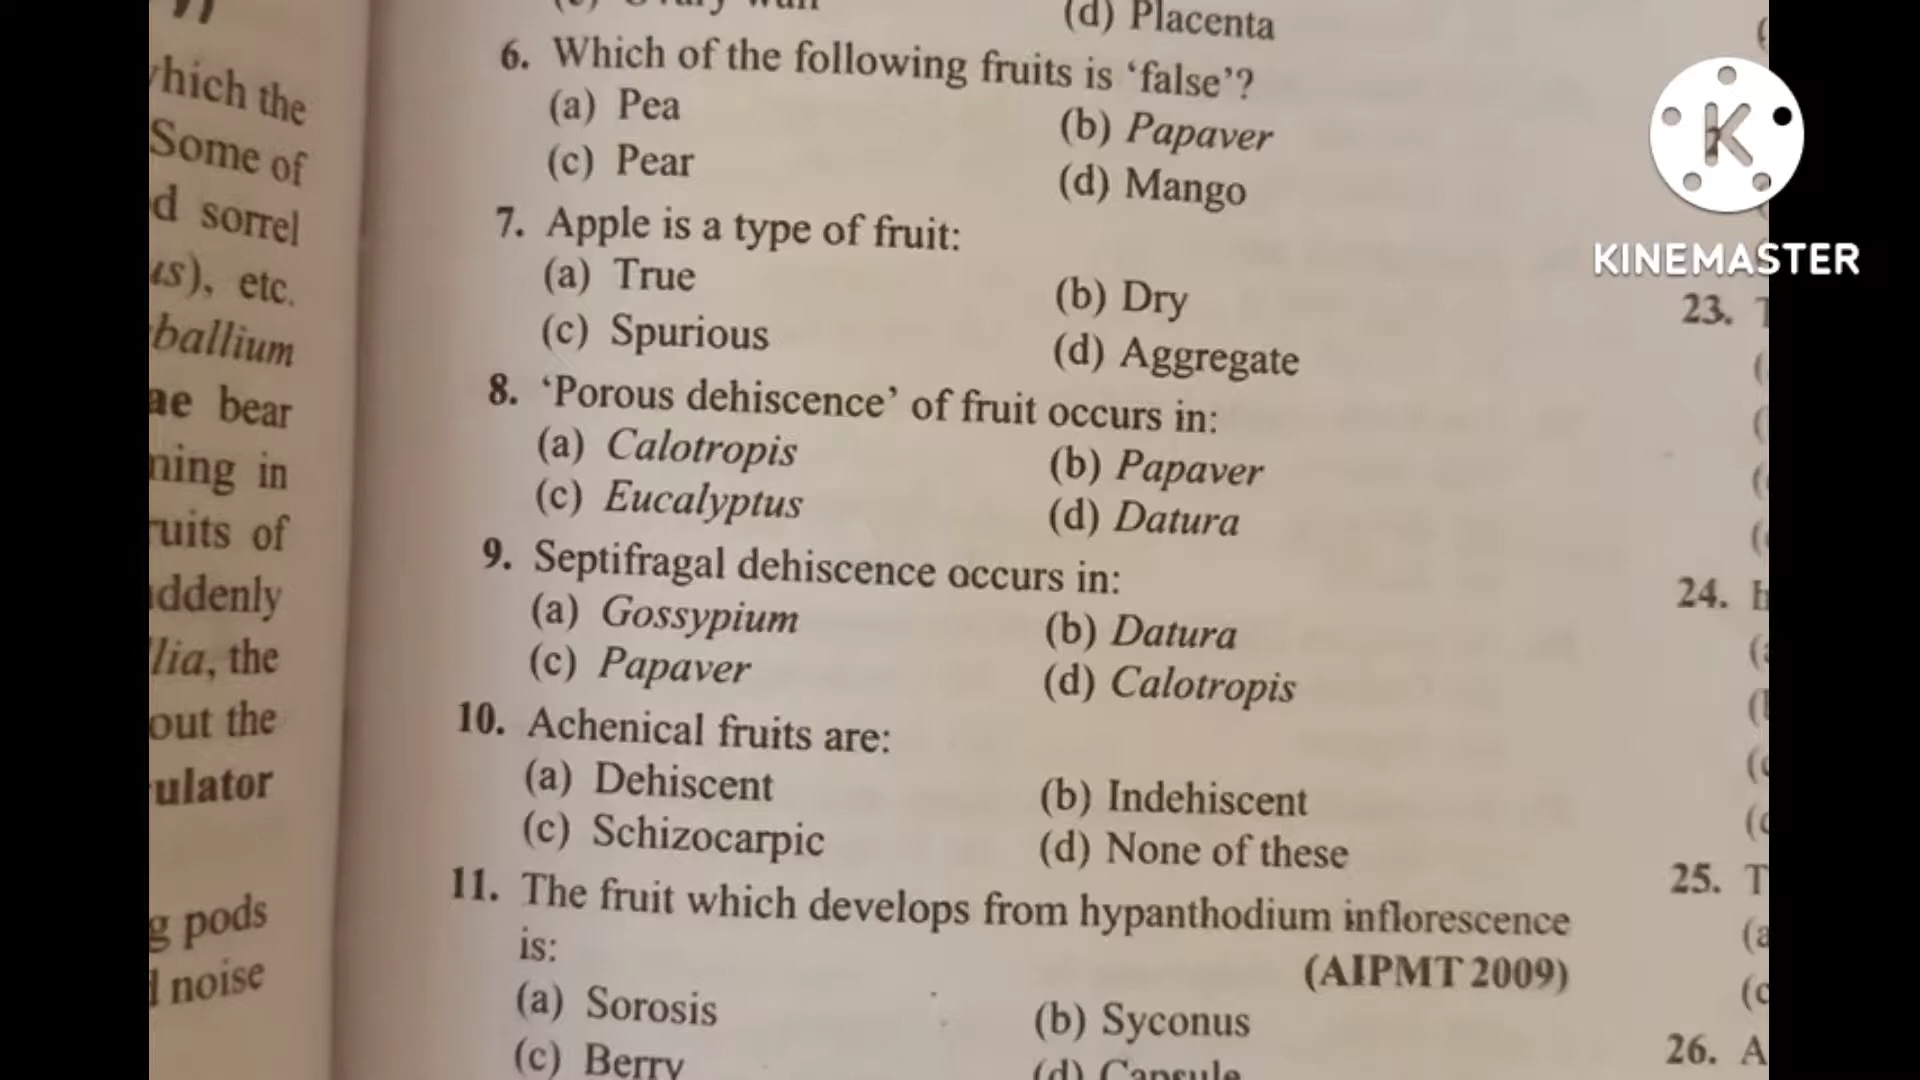 hich the
Some of
d sorrel
us), etc.
ballium
ae bear
ning in
ruits of
ddenly
lia, the
out the
ulator
g pods
noise
(d) Placenta
6. Which of the following fruits is ‘false’?
(a) Pea (b) Papaver
(c) Pear (d) Mango
7. Apple is a type of fruit:
(a) True (b) Dry
(c) Spurious (d) Aggregate
8. ‘Porous dehiscence’ of fruit occurs in:
(a) Calotropis (b) Papaver
(c) Eucalyptus (d) Datura
9. Septifragal dehiscence occurs in:
(a) Gossypium (b) Datura
(c) Papaver (d) Calotropis
10. Achenical fruits are:
(a) Dehiscent (b) Indehiscent
(c) Schizocarpic (d) None of these
11. The fruit which develops from hypanthodium inflorescence
is: (AIPMT 2009)
(a) Sorosis (b) Syconus
(c) Berry (d) Capsule
K
KINEMASTER
23.
24.
25. T
26. A